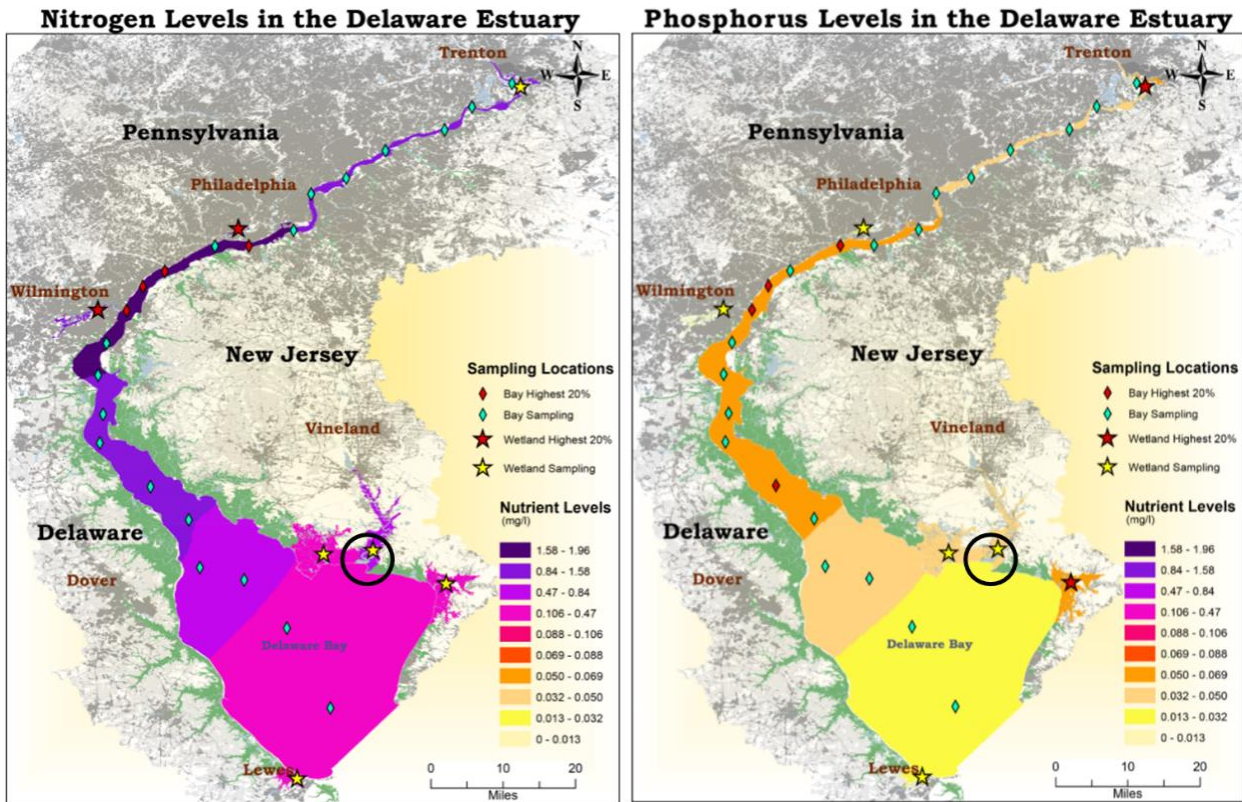 Nitrogen Levels in the Delaware Estuary
Trenton
N
W E
S
Pennsylvania
Philadelphia
Wilmington
New Jersey
Sampling Locations
Bay Highest 20%
Bay Sampling
Wetland Highest 20%
Wetland Sampling
Vineland
Nutrient Levels
(mg/l)
1.58 - 1.96
0.84 - 1.58
0.47 - 0.84
0.106 - 0.47
0.088 - 0.106
0.069 - 0.088
0.050 - 0.069
0.032 - 0.050
0.013 - 0.032
0 - 0.013
Delaware
Dover
Delaware Bay
Lewes
0 10 20
Miles
Phosphorus Levels in the Delaware Estuary
Trenton
N
W E
S
Pennsylvania
Philadelphia
Wilmington
New Jersey
Sampling Locations
Bay Highest 20%
Bay Sampling
Wetland Highest 20%
Wetland Sampling
Vineland
Nutrient Levels
(mg/l)
1.58 - 1.96
0.84 - 1.58
0.47 - 0.84
0.106 - 0.47
0.088 - 0.106
0.069 - 0.088
0.050 - 0.069
0.032 - 0.050
0.013 - 0.032
0 - 0.013
Delaware
Dover
Delaware Bay
Lewes
0 10 20
Miles